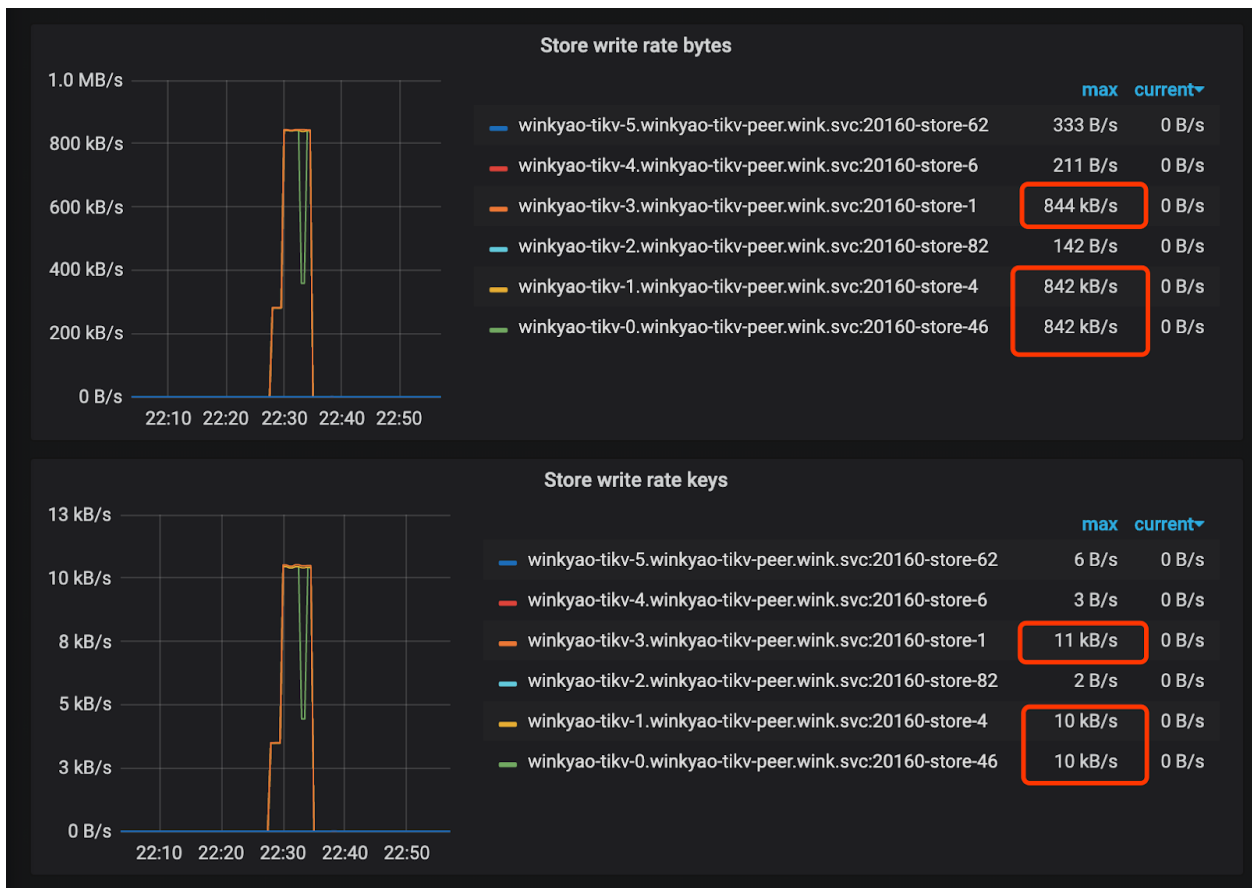 Store write rate bytes
1.0 MB/s
800 kB/s
600 kB/s
400 kB/s
200 kB/s
0 B/s
22:10 22:20 22:30 22:40 22:50
max current
winkyao-tikv-5.winkyao-tikv-peer.wink.svc:20160-store-62 333 B/s 0 B/s
winkyao-tikv-4.winkyao-tikv-peer.wink.svc:20160-store-6 211 B/s 0 B/s
winkyao-tikv-3.winkyao-tikv-peer.wink.svc:20160-store-1 844 kB/s 0 B/s
winkyao-tikv-2.winkyao-tikv-peer.wink.svc:20160-store-82 142 B/s 0 B/s
winkyao-tikv-1.winkyao-tikv-peer.wink.svc:20160-store-4 842 kB/s 0 B/s
winkyao-tikv-0.winkyao-tikv-peer.wink.svc:20160-store-46 842 kB/s 0 B/s
Store write rate keys
13 kB/s
10 kB/s
8 kB/s
5 kB/s
3 kB/s
0 B/s
22:10 22:20 22:30 22:40 22:50
max current
winkyao-tikv-5.winkyao-tikv-peer.wink.svc:20160-store-62 6 B/s 0 B/s
winkyao-tikv-4.winkyao-tikv-peer.wink.svc:20160-store-6 3 B/s 0 B/s
winkyao-tikv-3.winkyao-tikv-peer.wink.svc:20160-store-1 11 kB/s 0 B/s
winkyao-tikv-2.winkyao-tikv-peer.wink.svc:20160-store-82 2 B/s 0 B/s
winkyao-tikv-1.winkyao-tikv-peer.wink.svc:20160-store-4 10 kB/s 0 B/s
winkyao-tikv-0.winkyao-tikv-peer.wink.svc:20160-store-46 10 kB/s 0 B/s